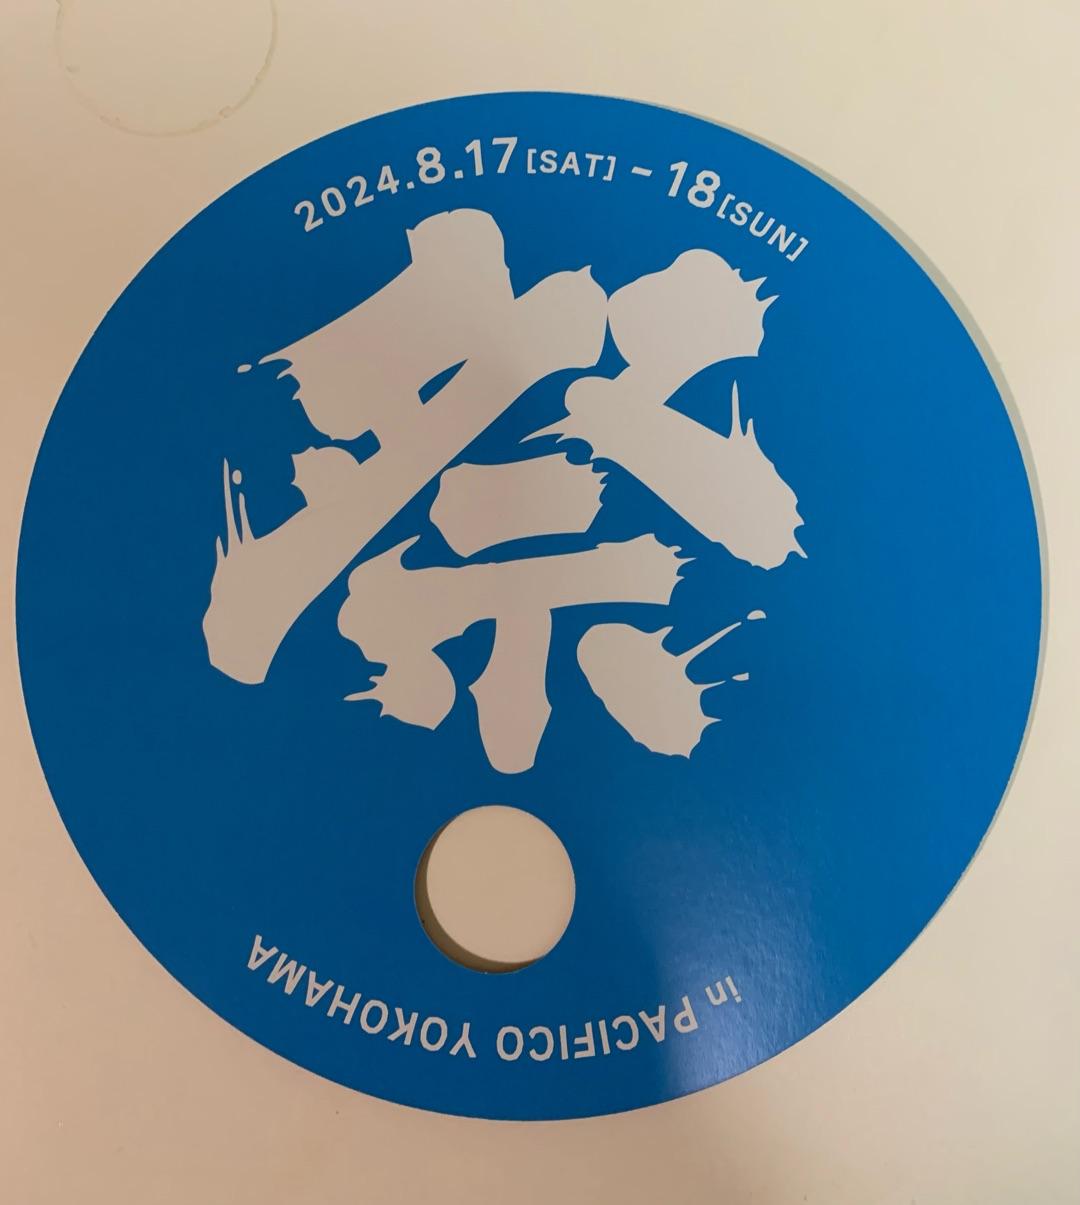 2024.8.17[SAT] – 18[SUN]
祭
in PACIFICO YOKOHAMA